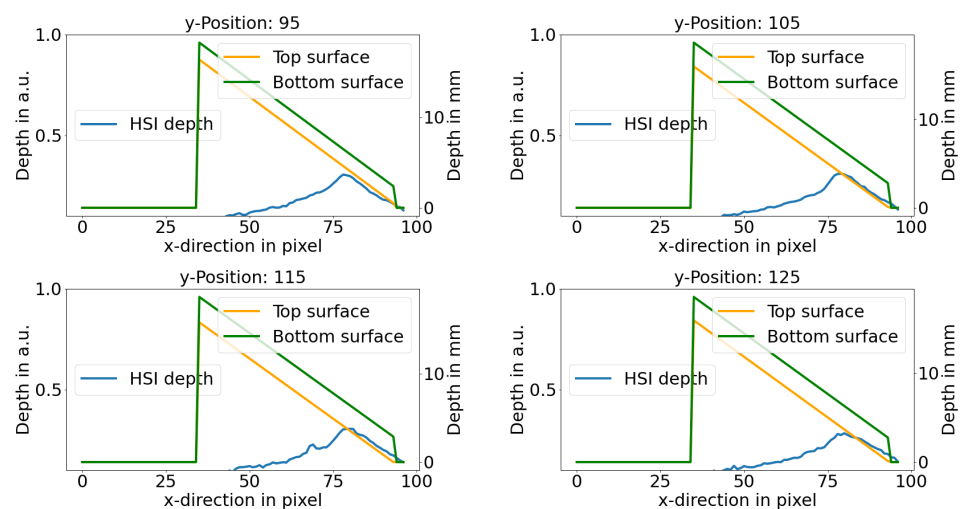 y-Position: 95
1.0
0.5
Depth in a.u.
HSI depth
Top surface
Bottom surface
10
0
Depth in mm
0 25 50 75 100
x-direction in pixel
y-Position: 105
1.0
0.5
Depth in a.u.
HSI depth
Top surface
Bottom surface
10
0
Depth in mm
0 25 50 75 100
x-direction in pixel
y-Position: 115
1.0
0.5
Depth in a.u.
HSI depth
Top surface
Bottom surface
10
0
Depth in mm
0 25 50 75 100
x-direction in pixel
y-Position: 125
1.0
0.5
Depth in a.u.
HSI depth
Top surface
Bottom surface
10
0
Depth in mm
0 25 50 75 100
x-direction in pixel